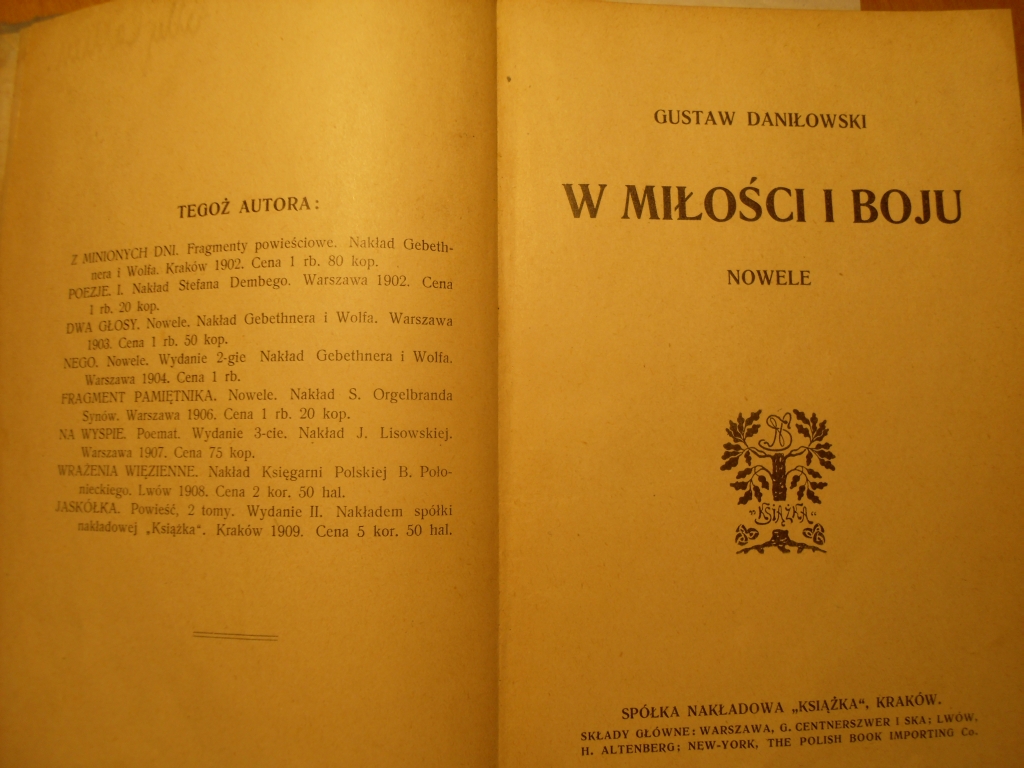 TEGOŻ AUTORA:
Z MINIONYCH DNI. Fragmenty powieściowe. Nakład Gebeth-
nera i Wolfa. Kraków 1902. Cena 1 rb. 80 kop.
POEZJE. I. Nakład Stefana Dembego. Warszawa 1902. Cena
1 rb. 20 kop.
DWA GŁOSY. Nowele. Nakład Gebethnera i Wolfa. Warszawa
1903. Cena 1 rb. 50 kop.
NEGO. Nowele. Wydanie 2-gie Nakład Gebethnera i Wolfa.
Warszawa 1904. Cena 1 rb.
FRAGMENT PAMIĘTNIKA. Nowele. Nakład S. Orgelbranda
Synów. Warszawa 1906. Cena 1 rb. 20 kop.
NA WYSPIE. Poemat. Wydanie 3-cie. Nakład J. Lisowskiej.
Warszawa 1907. Cena 75 kop.
WRAŻENIA WIĘZIENNE. Nakład Księgarni Polskiej B. Poło-
nieckiego. Lwów 1908. Cena 2 kor. 50 hal.
JASKÓŁKA. Powieść, 2 tomy. Wydanie II. Nakładem spółki
nakładowej „Książka“. Kraków 1909. Cena 5 kor. 50 hal.
GUSTAW DANIŁOWSKI
W MIŁOŚCI I BOJU
NOWELE
„KSIĄŻKA“
SPÓŁKA NAKŁADOWA „KSIĄŻKA“, KRAKÓW.
SKŁADY GŁÓWNE: WARSZAWA, G. CENTNERSZWER I SKA; LWÓW,
H. ALTENBERG; NEW-YORK, THE POLISH BOOK IMPORTING Co.